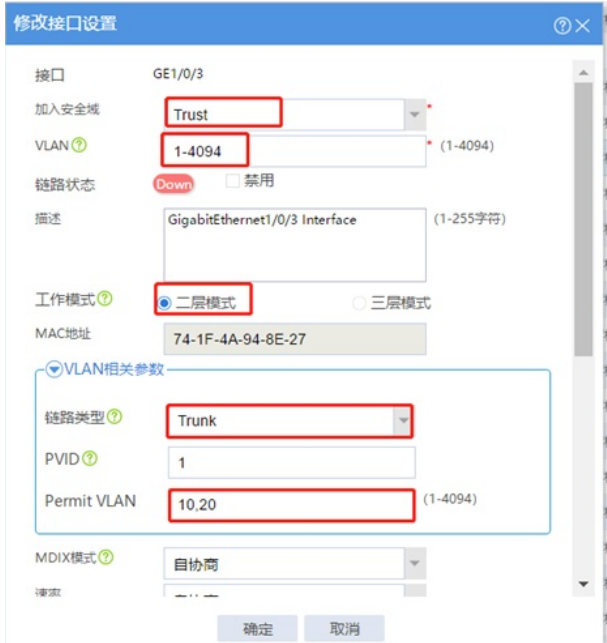 修改接口设置
接口 GE1/0/3
加入安全域 Trust *
VLAN 1-4094 * (1-4094)
链路状态 Down 禁用
描述 GigabitEthernet1/0/3 Interface (1-255字符)
工作模式 二层模式 三层模式
MAC地址 74-1F-4A-94-8E-27
VLAN相关参数
链路类型 Trunk
PVID 1
Permit VLAN 10,20 (1-4094)
MDIX模式 自协商
确定 取消